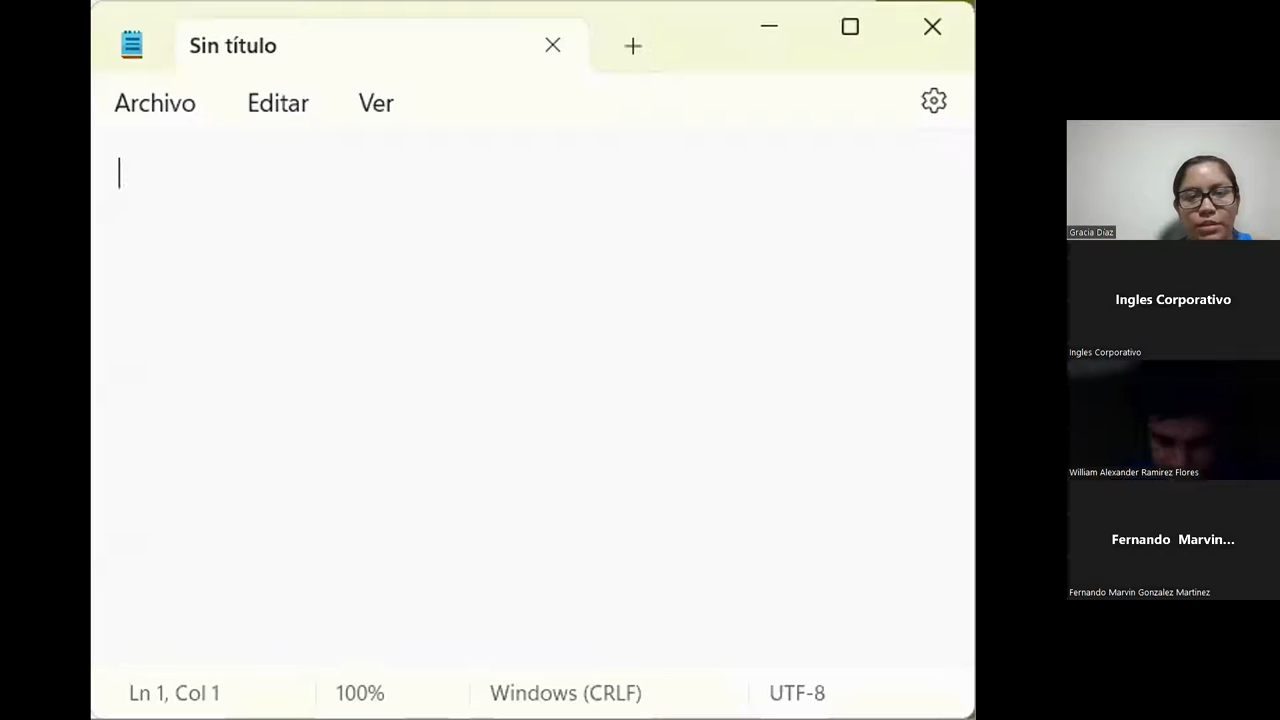 Sin título
Archivo Editar Ver
Ln 1, Col 1 100% Windows (CRLF) UTF-8
Gracia Díaz
Ingles Corporativo
Ingles Corporativo
William Alexander Ramirez Flores
Fernando Marvin...
Fernando Marvin Gonzalez Martinez